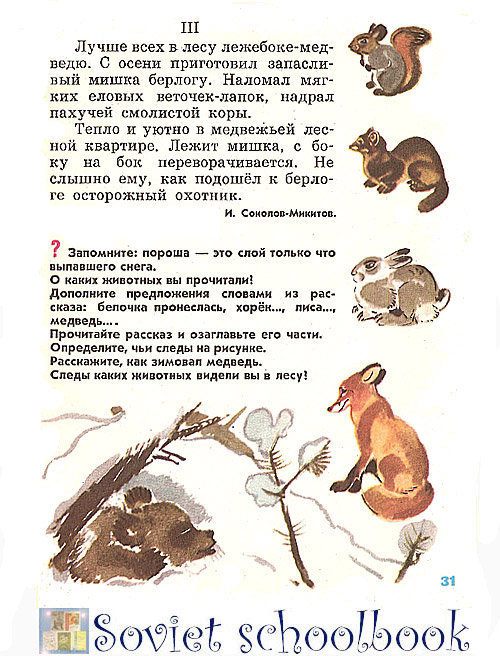 III
Лучше всех в лесу лежебоке-мед-
ведю. С осени приготовил запасли-
вый мишка берлогу. Наломал мяг-
ких еловых веточек-лапок, надрал
пахучей смолистой коры.
Тепло и уютно в медвежьей лес-
ной квартире. Лежит мишка, с бо-
ку на бок переворачивается. Не
слышно ему, как подошёл к берло-
ге осторожный охотник.
И. Соколов-Микитов.
? Запомните: пороша — это слой только что
выпавшего снега.
О каких животных вы прочитали?
Дополните предложения словами из рас-
сказа: белочка пронеслась, хорёк..., лиса...,
медведь....
Прочитайте рассказ и озаглавьте его части.
Определите, чьи следы на рисунке.
Расскажите, как зимовал медведь.
Следы каких животных видели вы в лесу?
31
Soviet schoolbook